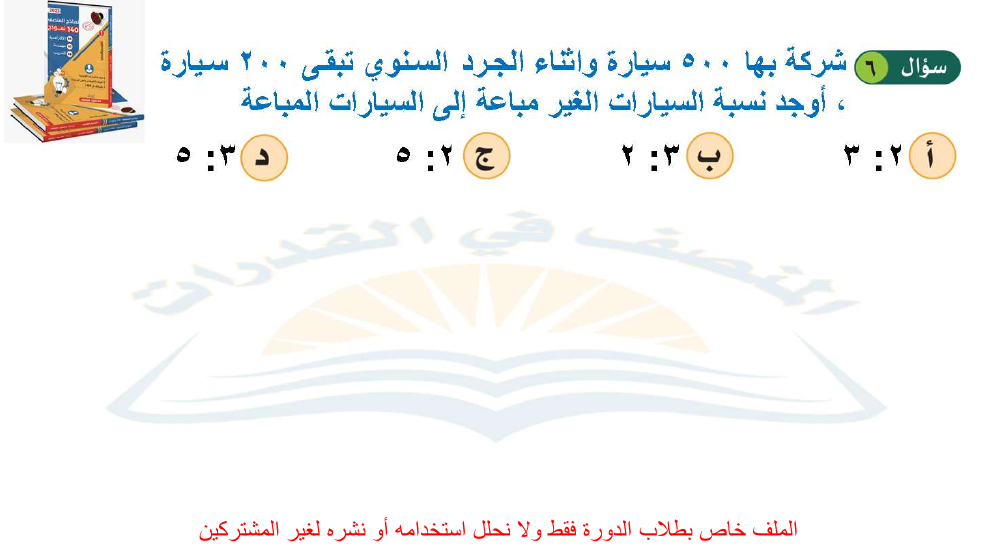 سؤال ٦
شركة بها ٥٠٠ سيارة واثناء الجرد السنوي تبقى ٢٠٠ سيارة
، أوجد نسبة السيارات الغير مباعة إلى السيارات المباعة
أ ٢ : ٣
ب ٣ : ٢
ج ٢ : ٥
د ٣ : ٥
المنصف في القدرات
الملف خاص بطلاب الدورة فقط ولا نحلل استخدامه أو نشره لغير المشتركين